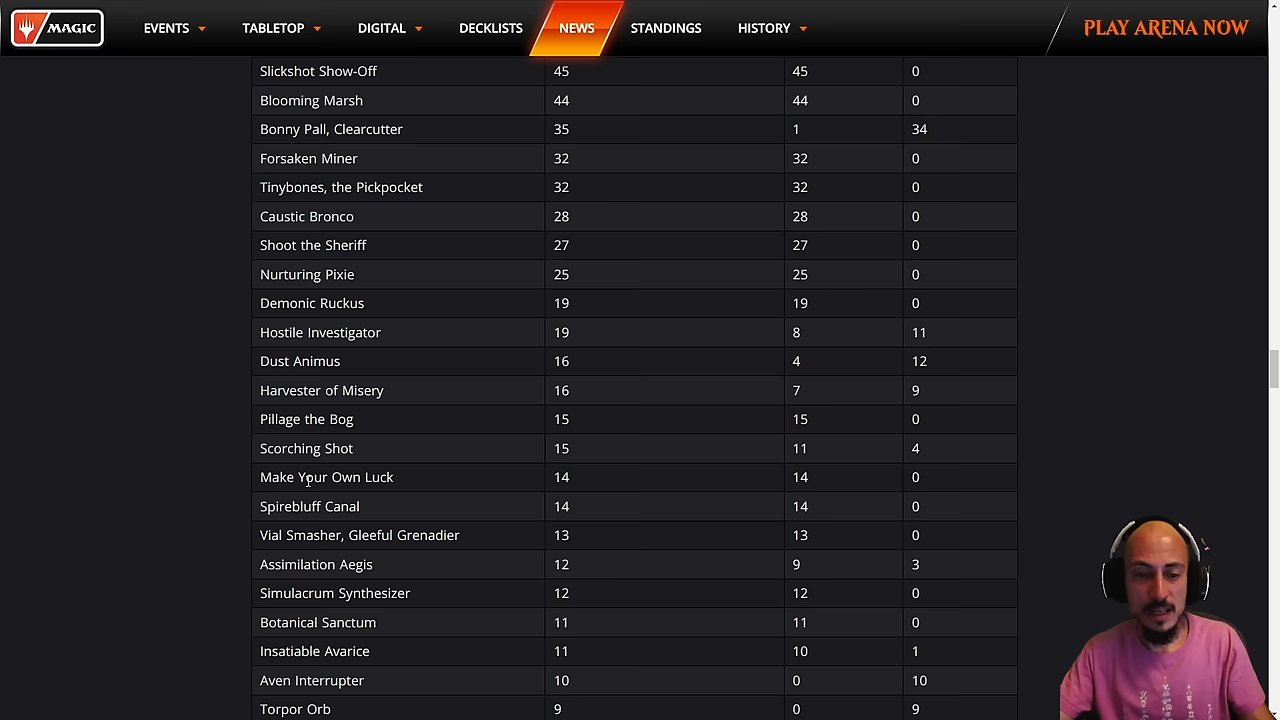 MAGIC EVENTS TABLETOP DIGITAL DECKLISTS NEWS STANDINGS HISTORY PLAY ARENA NOW
Slickshot Show-Off 45 45 0
Blooming Marsh 44 44 0
Bonny Pall, Clearcutter 35 1 34
Forsaken Miner 32 32 0
Tinybones, the Pickpocket 32 32 0
Caustic Bronco 28 28 0
Shoot the Sheriff 27 27 0
Nurturing Pixie 25 25 0
Demonic Ruckus 19 19 0
Hostile Investigator 19 8 11
Dust Animus 16 4 12
Harvester of Misery 16 7 9
Pillage the Bog 15 15 0
Scorching Shot 15 11 4
Make Your Own Luck 14 14 0
Spirebluff Canal 14 14 0
Vial Smasher, Gleeful Grenadier 13 13 0
Assimilation Aegis 12 9 3
Simulacrum Synthesizer 12 12 0
Botanical Sanctum 11 11 0
Insatiable Avarice 11 10 1
Aven Interrupter 10 0 10
Torpor Orb 9 0 9